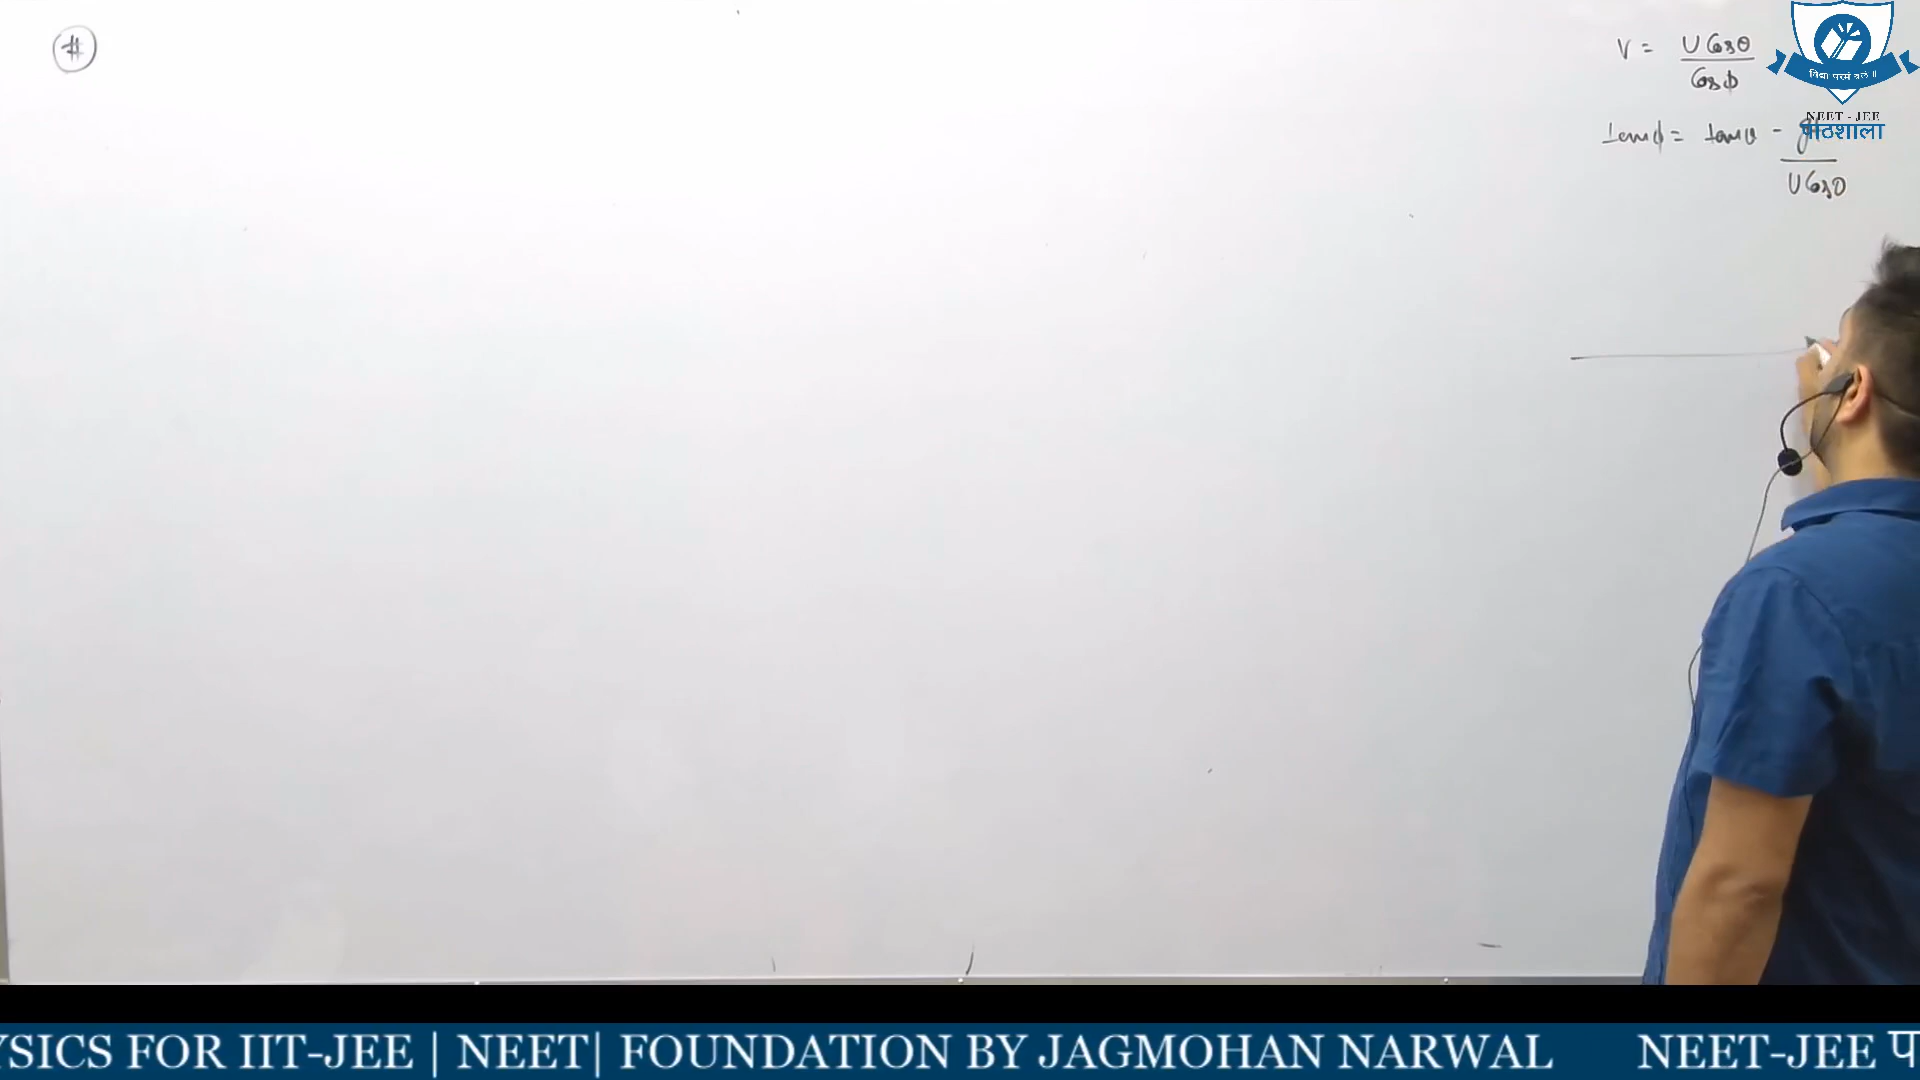 #
V = U Cosθ
Cosϕ
tanϕ = tanθ - gt
U Cosθ
विद्या परमं बलं ॥
NEET - JEE
पाठशाला
YSICS FOR IIT-JEE | NEET| FOUNDATION BY JAGMOHAN NARWAL NEET-JEE प